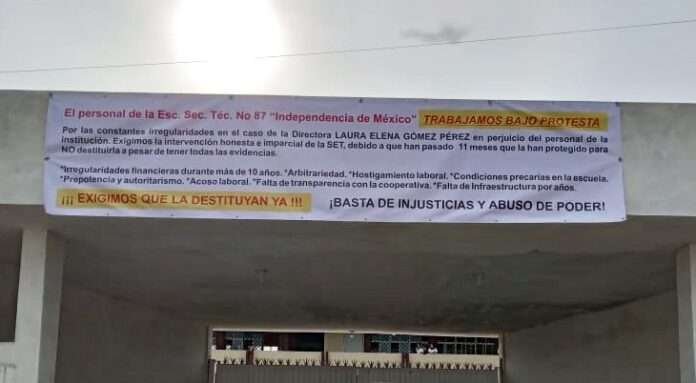 El personal de la Esc. Sec. Téc. No 87 "Independencia de México" TRABAJAMOS BAJO PROTESTA
Por las constantes irregularidades en el caso de la Directora LAURA ELENA GÓMEZ PÉREZ en perjuicio del personal de la
institución. Exigimos la intervención honesta e imparcial de la SET, debido a que han pasado 11 meses que la han protegido para
NO destituirla a pesar de tener todas las evidencias.
*Irregularidades financieras durante más de 10 años. *Arbitrariedad. *Hostigamiento laboral. *Condiciones precarias en la escuela.
*Prepotencia y autoritarismo. *Acoso laboral. *Falta de transparencia con la cooperativa. *Falta de Infraestructura por años.
¡¡¡ EXIGIMOS QUE LA DESTITUYAN YA !!! ¡BASTA DE INJUSTICIAS Y ABUSO DE PODER!